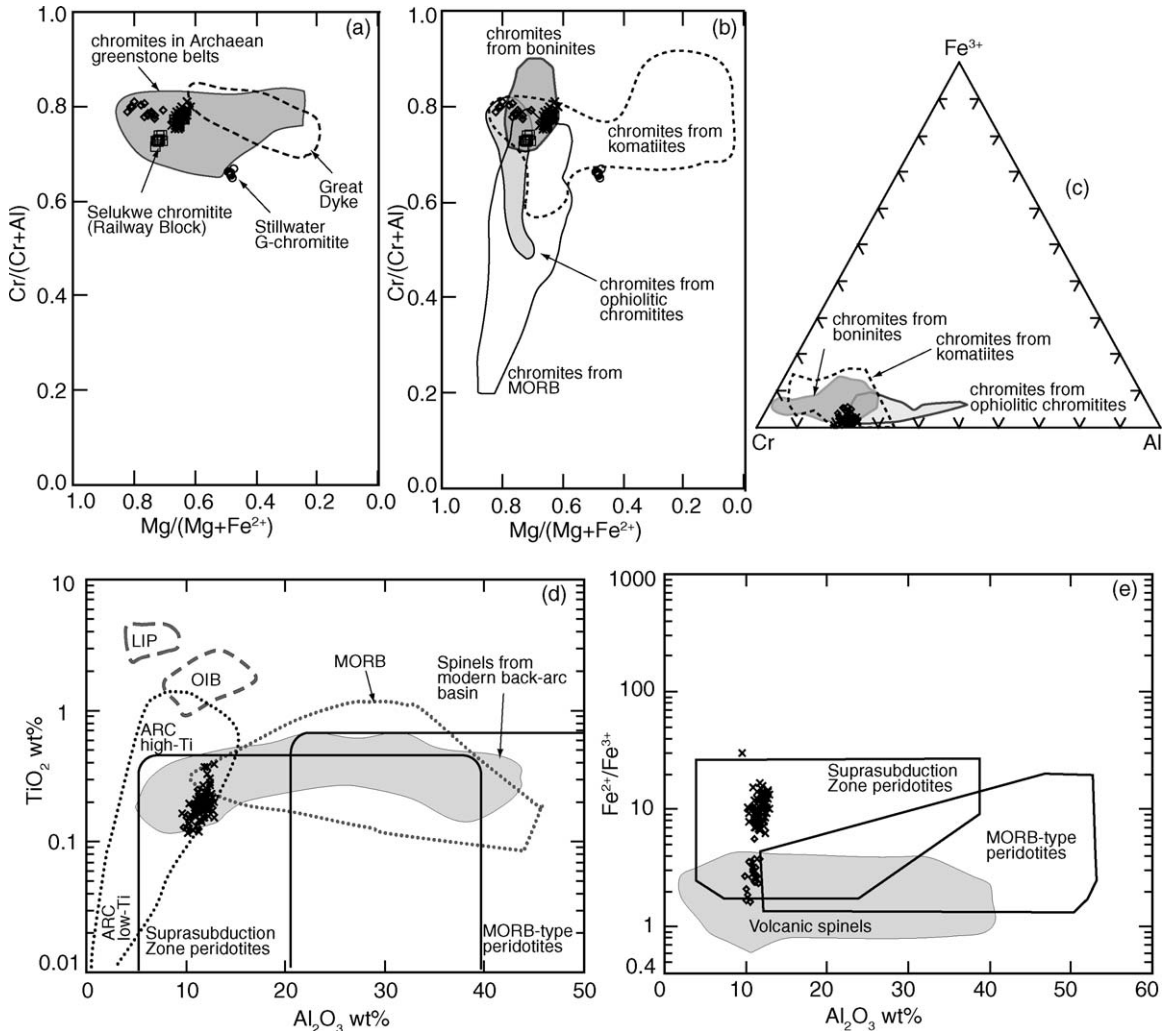 (a)
chromites in Archaean
greenstone belts
Great
Dyke
Selukwe chromitite
(Railway Block)
Stillwater
G-chromitite
Cr/(Cr+Al)
1.0
0.8
0.6
0.4
0.2
0.0
1.0 0.8 0.6 0.4 0.2 0.0
Mg/(Mg+Fe²⁺)
(b)
chromites
from boninites
chromites from
komatiites
chromites from
ophiolitic
chromitites
chromites from
MORB
Cr/(Cr+Al)
1.0
0.8
0.6
0.4
0.2
0.0
1.0 0.8 0.6 0.4 0.2 0.0
Mg/(Mg+Fe²⁺)
Fe³⁺
(c)
chromites from
boninites
chromites from
komatiites
chromites from
ophiolitic chromitites
Cr
Al
(d)
LIP
OIB
MORB
Spinels from
modern back-arc
basin
ARC
high-Ti
ARC
low-Ti
Suprasubduction
Zone peridotites
MORB-type
peridotites
TiO₂ wt%
10
1
0.1
0.01
0 10 20 30 40 50
Al₂O₃ wt%
(e)
Suprasubduction
Zone peridotites
MORB-type
peridotites
Volcanic spinels
Fe²⁺/Fe³⁺
1000
100
10
1
0.4
0 10 20 30 40 50 60
Al₂O₃ wt%